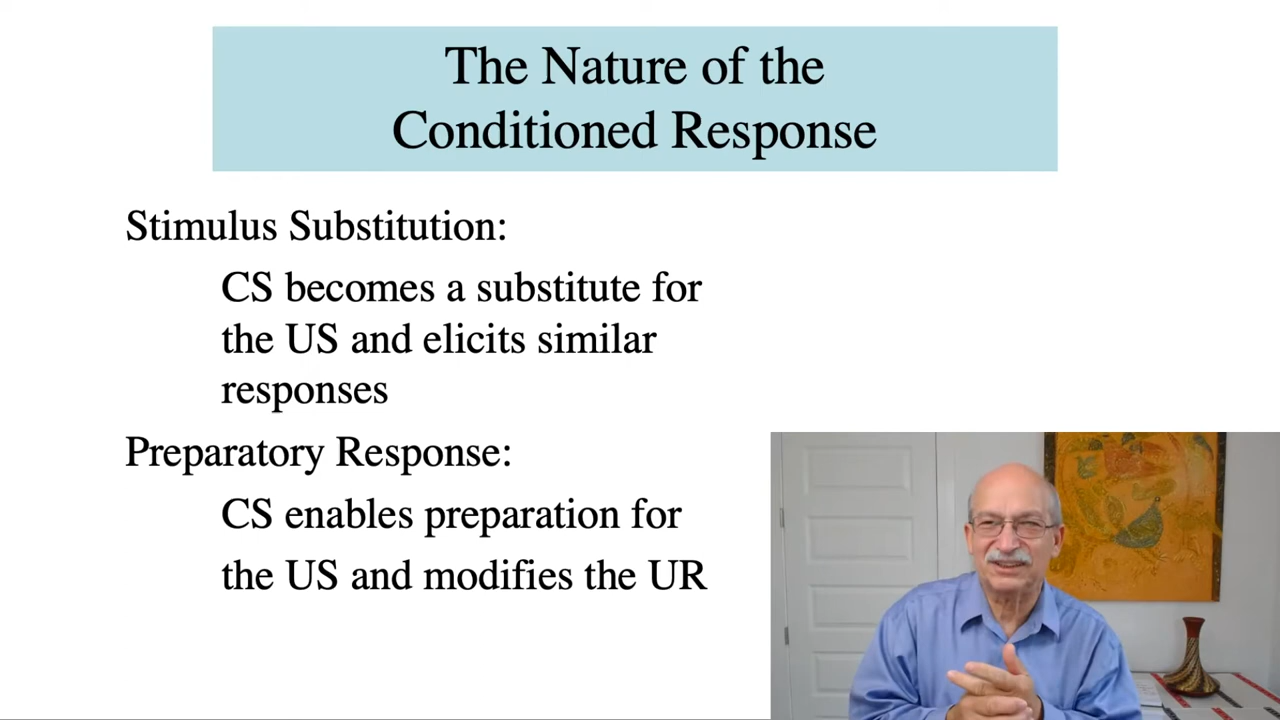 The Nature of the
Conditioned Response
Stimulus Substitution:
CS becomes a substitute for
the US and elicits similar
responses
Preparatory Response:
CS enables preparation for
the US and modifies the UR